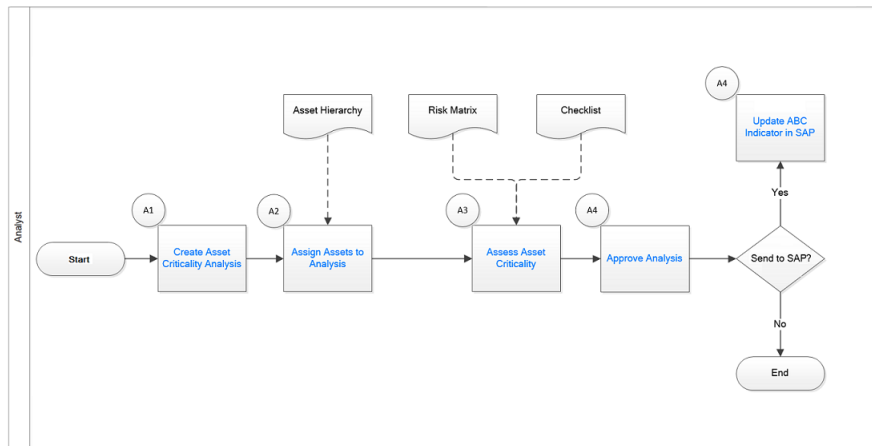 Analyst
Start
A1
Create Asset
Criticality Analysis
A2
Assign Assets to
Analysis
Asset Hierarchy
Risk Matrix
Checklist
A3
Assess Asset
Criticality
A4
Approve Analysis
Send to SAP?
Yes
A4
Update ABC
Indicator in SAP
No
End